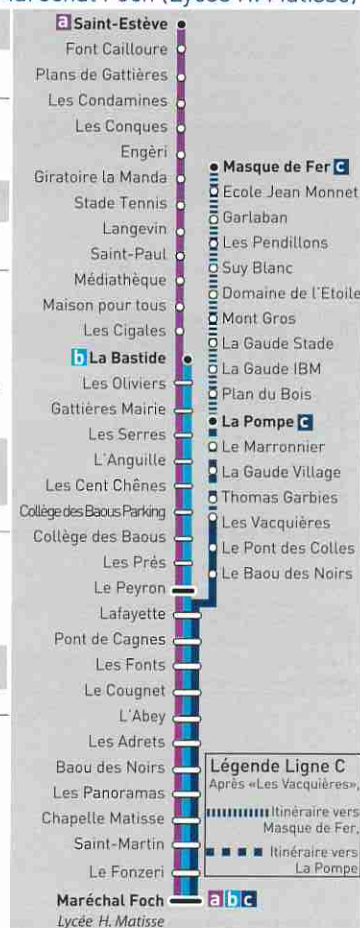 Maréchal Foch (Lycée H. Matisse)
a Saint-Estève
Font Cailloure
Plans de Gattières
Les Condamines
Les Conques
Engèri
Giratoire la Manda
Stade Tennis
Langevin
Saint-Paul
Médiathèque
Maison pour tous
Les Cigales
b La Bastide
Les Oliviers
Gattières Mairie
Les Serres
L'Anguille
Les Cent Chênes
Collège des Baous Parking
Collège des Baous
Les Prés
Le Peyron
Lafayette
Pont de Cagnes
Les Fonts
Le Cougnet
L'Abey
Les Adrets
Baou des Noirs
Les Panoramas
Chapelle Matisse
Saint-Martin
Le Fonzeri
Maréchal Foch a b c
Lycée H. Matisse
Masque de Fer c
Ecole Jean Monnet
Garlaban
Les Pendillons
Suy Blanc
Domaine de l'Etoile
Mont Gros
La Gaude Stade
La Gaude IBM
Plan du Bois
La Pompe c
Le Marronnier
La Gaude Village
Thomas Garbies
Les Vacquières
Le Pont des Colles
Le Baou des Noirs
Légende Ligne C
Après «Les Vacquières»,
Itinéraire vers
Masque de Fer,
Itinéraire vers
La Pompe